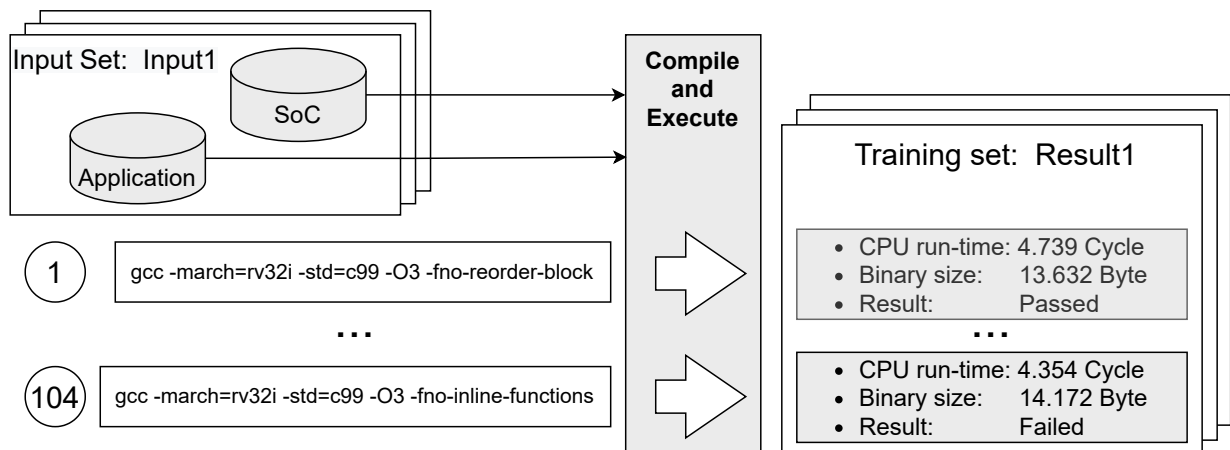 Input Set:  Input1
SoC
Application
Compile
and
Execute
Training set:  Result1
1
gcc -march=rv32i -std=c99 -O3 -fno-reorder-block
• CPU run-time: 4.739 Cycle
• Binary size: 13.632 Byte
• Result: Passed
...
...
104
gcc -march=rv32i -std=c99 -O3 -fno-inline-functions
• CPU run-time: 4.354 Cycle
• Binary size: 14.172 Byte
• Result: Failed